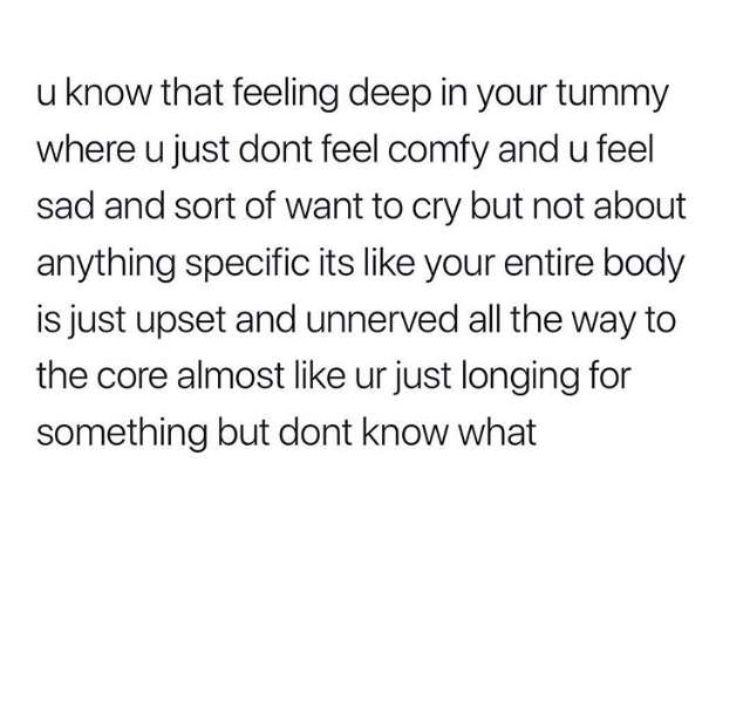 u know that feeling deep in your tummy
where u just dont feel comfy and u feel
sad and sort of want to cry but not about
anything specific its like your entire body
is just upset and unnerved all the way to
the core almost like ur just longing for
something but dont know what